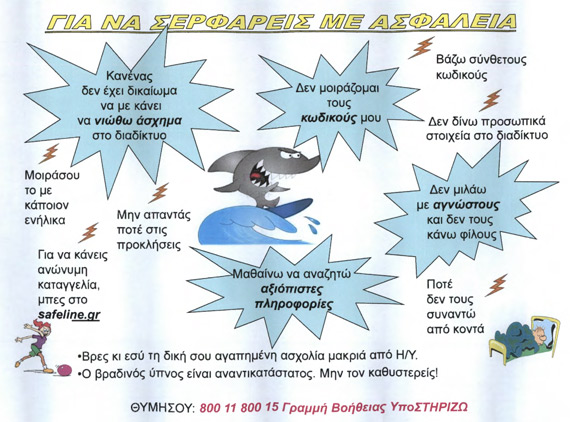 ΓΙΑ ΝΑ ΣΕΡΦΑΡΕΙΣ ΜΕ ΑΣΦΑΛΕΙΑ
Κανένας
δεν έχει δικαίωμα
να με κάνει
να νιώθω άσχημα
στο διαδίκτυο
Δεν μοιράζομαι
τους
κωδικούς μου
Βάζω σύνθετους
κωδικούς
Δεν δίνω προσωπικά
στοιχεία στο διαδίκτυο
Μοιράσου
το με
κάποιον
ενήλικα
Μην απαντάς
ποτέ στις
προκλήσεις
Δεν μιλάω
με αγνώστους
και δεν τους
κάνω φίλους
Για να κάνεις
ανώνυμη
καταγγελία,
μπες στο
safeline.gr
Μαθαίνω να αναζητώ
αξιόπιστες
πληροφορίες
Ποτέ
δεν τους
συναντώ
από κοντά
•Βρες κι εσύ τη δική σου αγαπημένη ασχολία μακριά από Η/Υ.
•Ο βραδινός ύπνος είναι αναντικατάστατος. Μην τον καθυστερείς!
ΘΥΜΗΣΟΥ: 800 11 800 15 Γραμμή Βοήθειας ΥποΣΤΗΡΙΖΩ